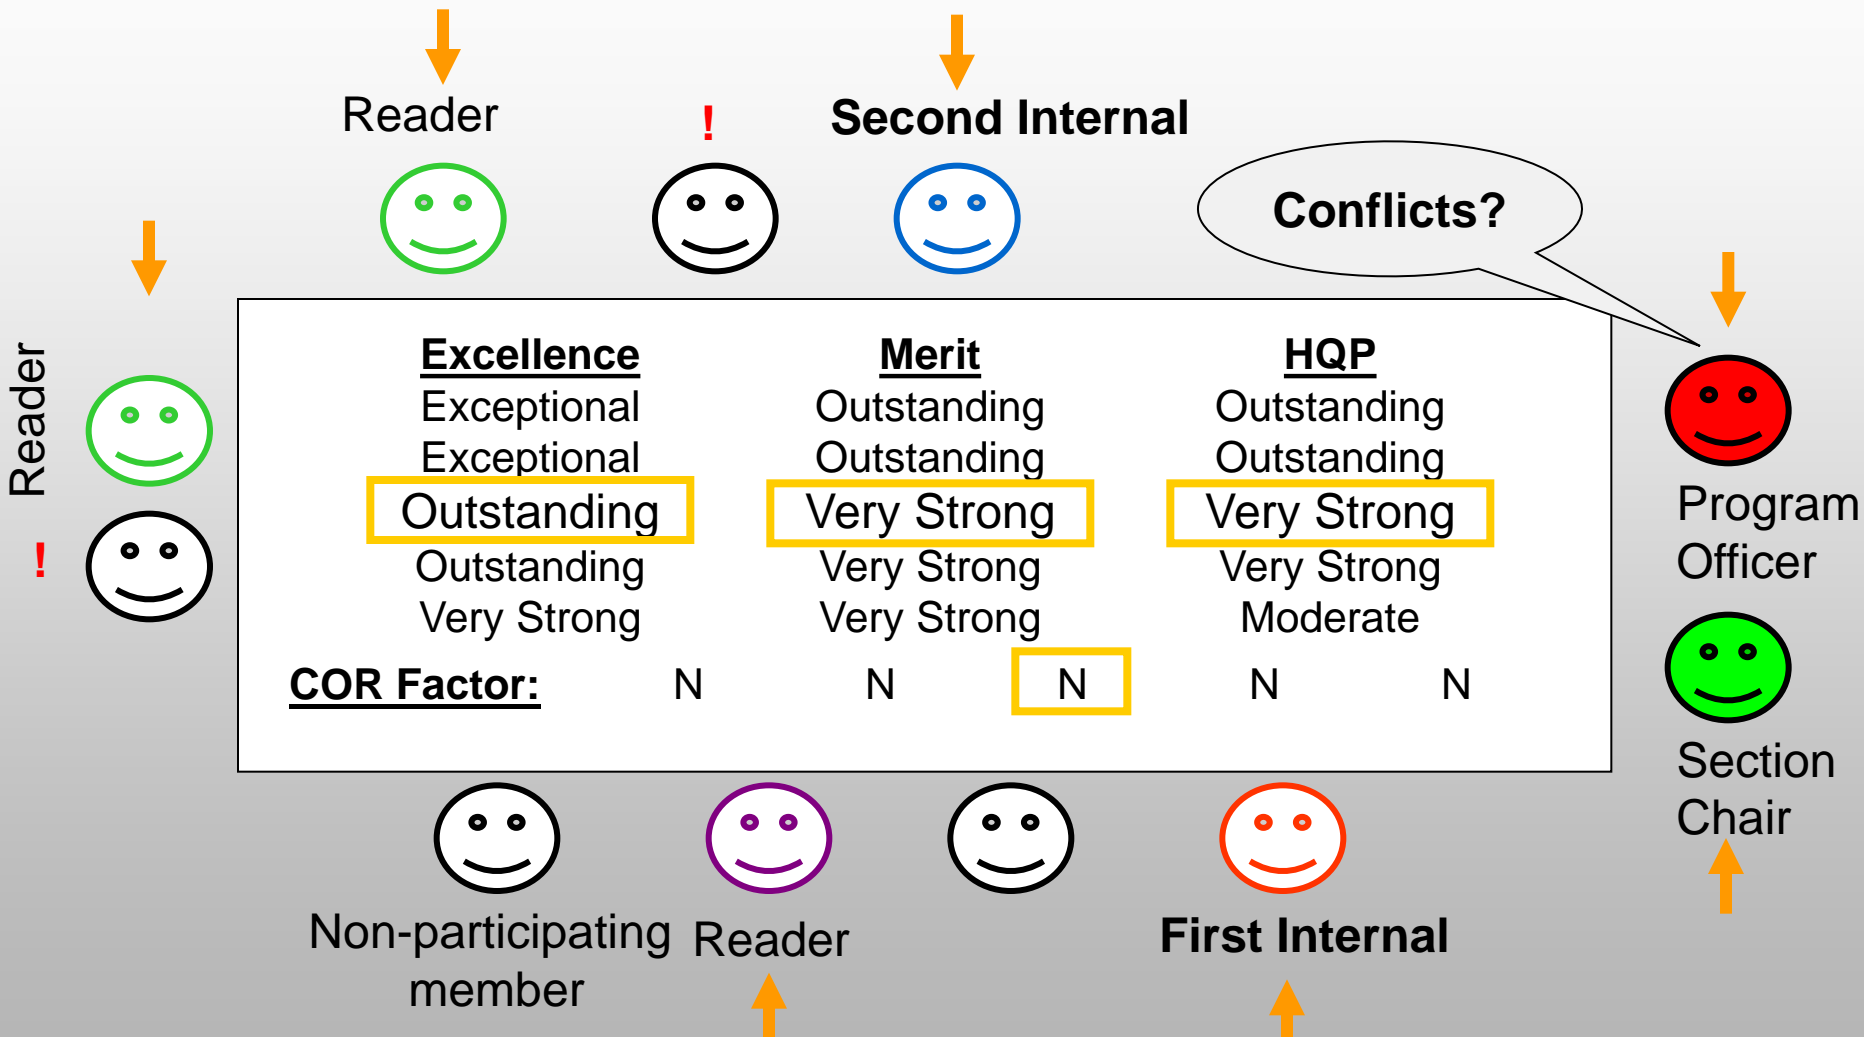 Reader
!
Second Internal
Conflicts?
Reader
!
Excellence Merit HQP
Exceptional Outstanding Outstanding
Exceptional Outstanding Outstanding
Outstanding Very Strong Very Strong
Outstanding Very Strong Very Strong
Very Strong Very Strong Moderate
COR Factor: N N N N N
Program
Officer
Section
Chair
Non-participating
member
Reader
First Internal